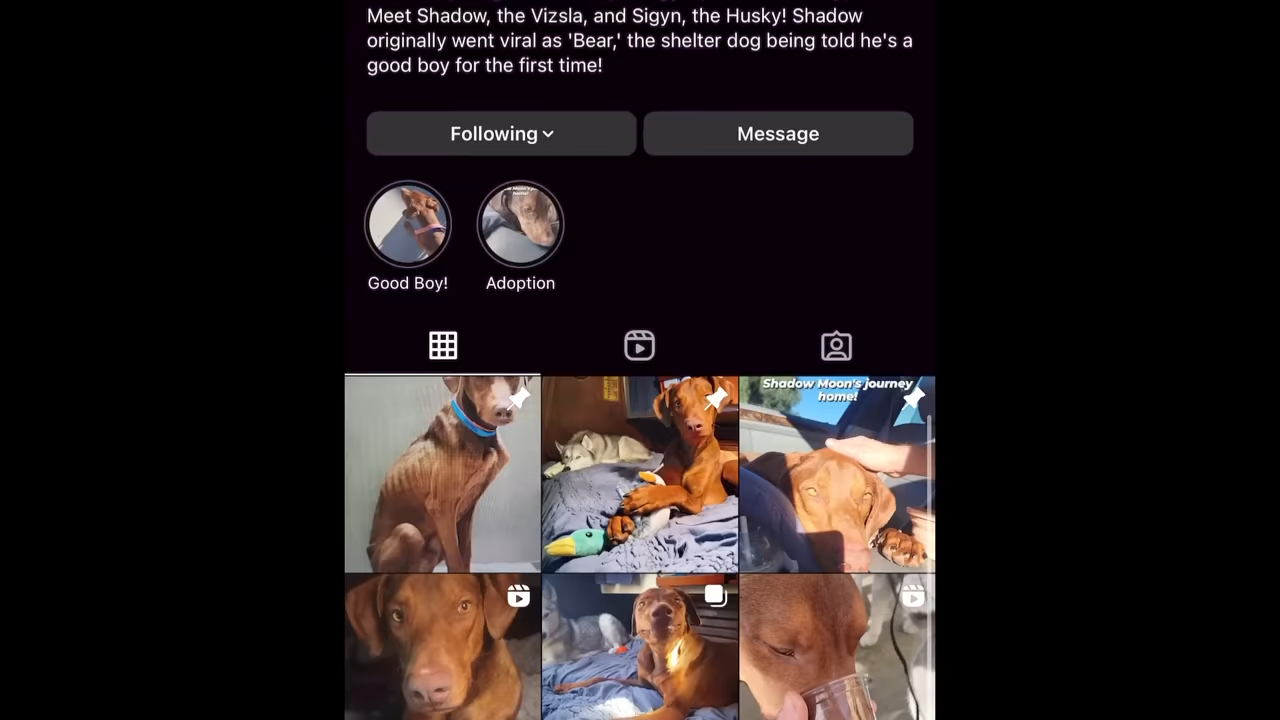 Meet Shadow, the Vizsla, and Sigyn, the Husky! Shadow
originally went viral as 'Bear,' the shelter dog being told he's a
good boy for the first time!
Following
Message
Good Boy!
Adoption
Shadow Moon's journey
home!